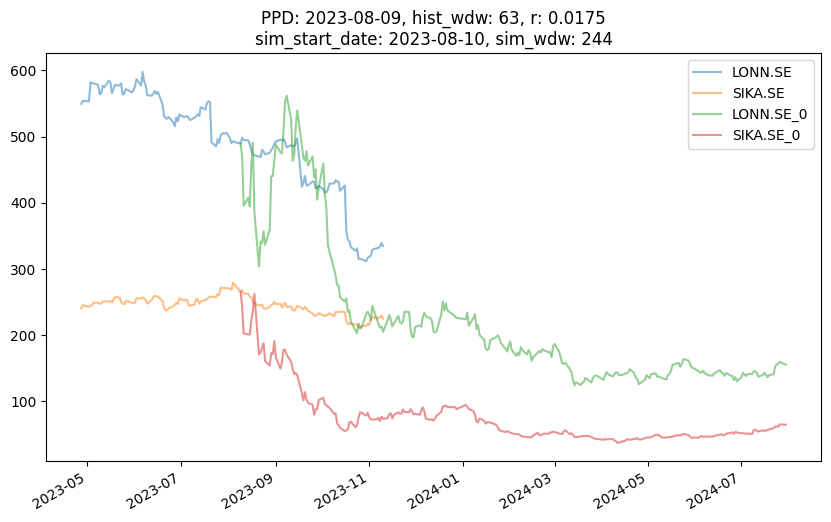 PPD: 2023-08-09, hist_wdw: 63, r: 0.0175
sim_start_date: 2023-08-10, sim_wdw: 244
LONN.SE
SIKA.SE
LONN.SE_0
SIKA.SE_0
600
500
400
300
200
100
2023-05
2023-07
2023-09
2023-11
2024-01
2024-03
2024-05
2024-07